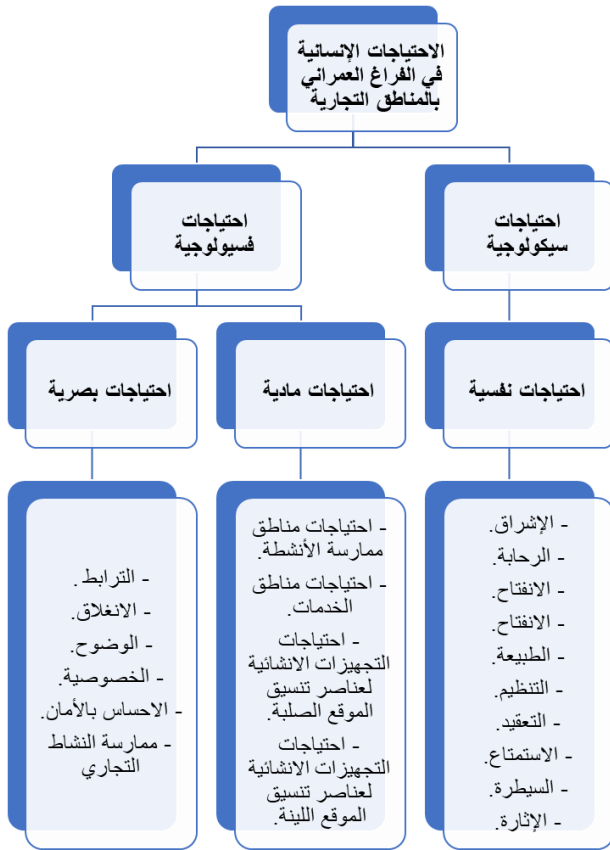 الاحتياجات الإنسانية
في الفراغ العمراني
بالمناطق التجارية
احتياجات
سيكولوجية
احتياجات
فسيولوجية
احتياجات نفسية
احتياجات مادية
احتياجات بصرية
- الإشراق.
- الرحابة.
- الانفتاح.
- الانفتاح.
- الطبيعة.
- التنظيم.
- التعقيد.
- الاستمتاع.
- السيطرة.
- الإثارة.
- احتياجات مناطق
ممارسة الأنشطة.
- احتياجات مناطق
الخدمات.
- احتياجات
التجهيزات الانشائية
لعناصر تنسيق
الموقع الصلبة.
- احتياجات
التجهيزات الانشائية
لعناصر تنسيق
الموقع اللينة.
- الترابط.
- الانغلاق.
- الوضوح.
- الخصوصية.
- الاحساس بالأمان.
- ممارسة النشاط
التجاري